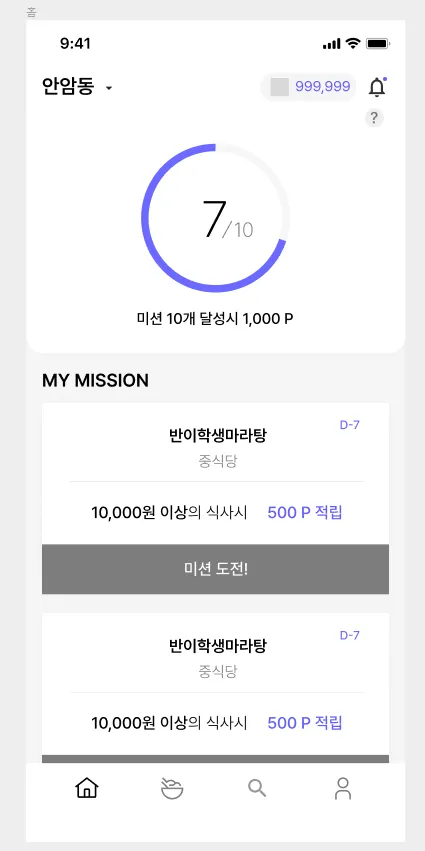 홈
9:41
안암동
999,999
?
7/10
미션 10개 달성시 1,000 P
MY MISSION
D-7
반이학생마라탕
중식당
10,000원 이상의 식사시 500 P 적립
미션 도전!
D-7
반이학생마라탕
중식당
10,000원 이상의 식사시 500 P 적립